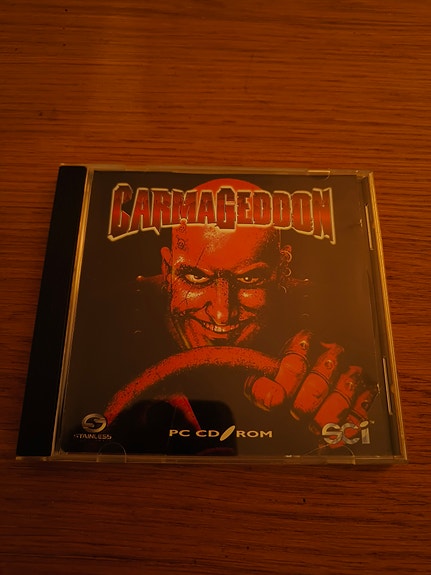 CARMAGEDDON
STAINLESS
PC CD ROM
SCi